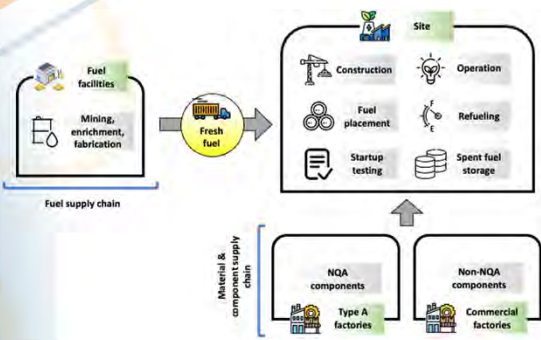 Fuel
facilities
Mining,
enrichment,
fabrication
Fuel supply chain
Fresh
fuel
Site
Construction
Operation
Fuel
placement
F
E
Refueling
Startup
testing
Spent fuel
storage
Material &
component supply
chain
NQA
components
Type A
factories
Non-NQA
components
Commercial
factories